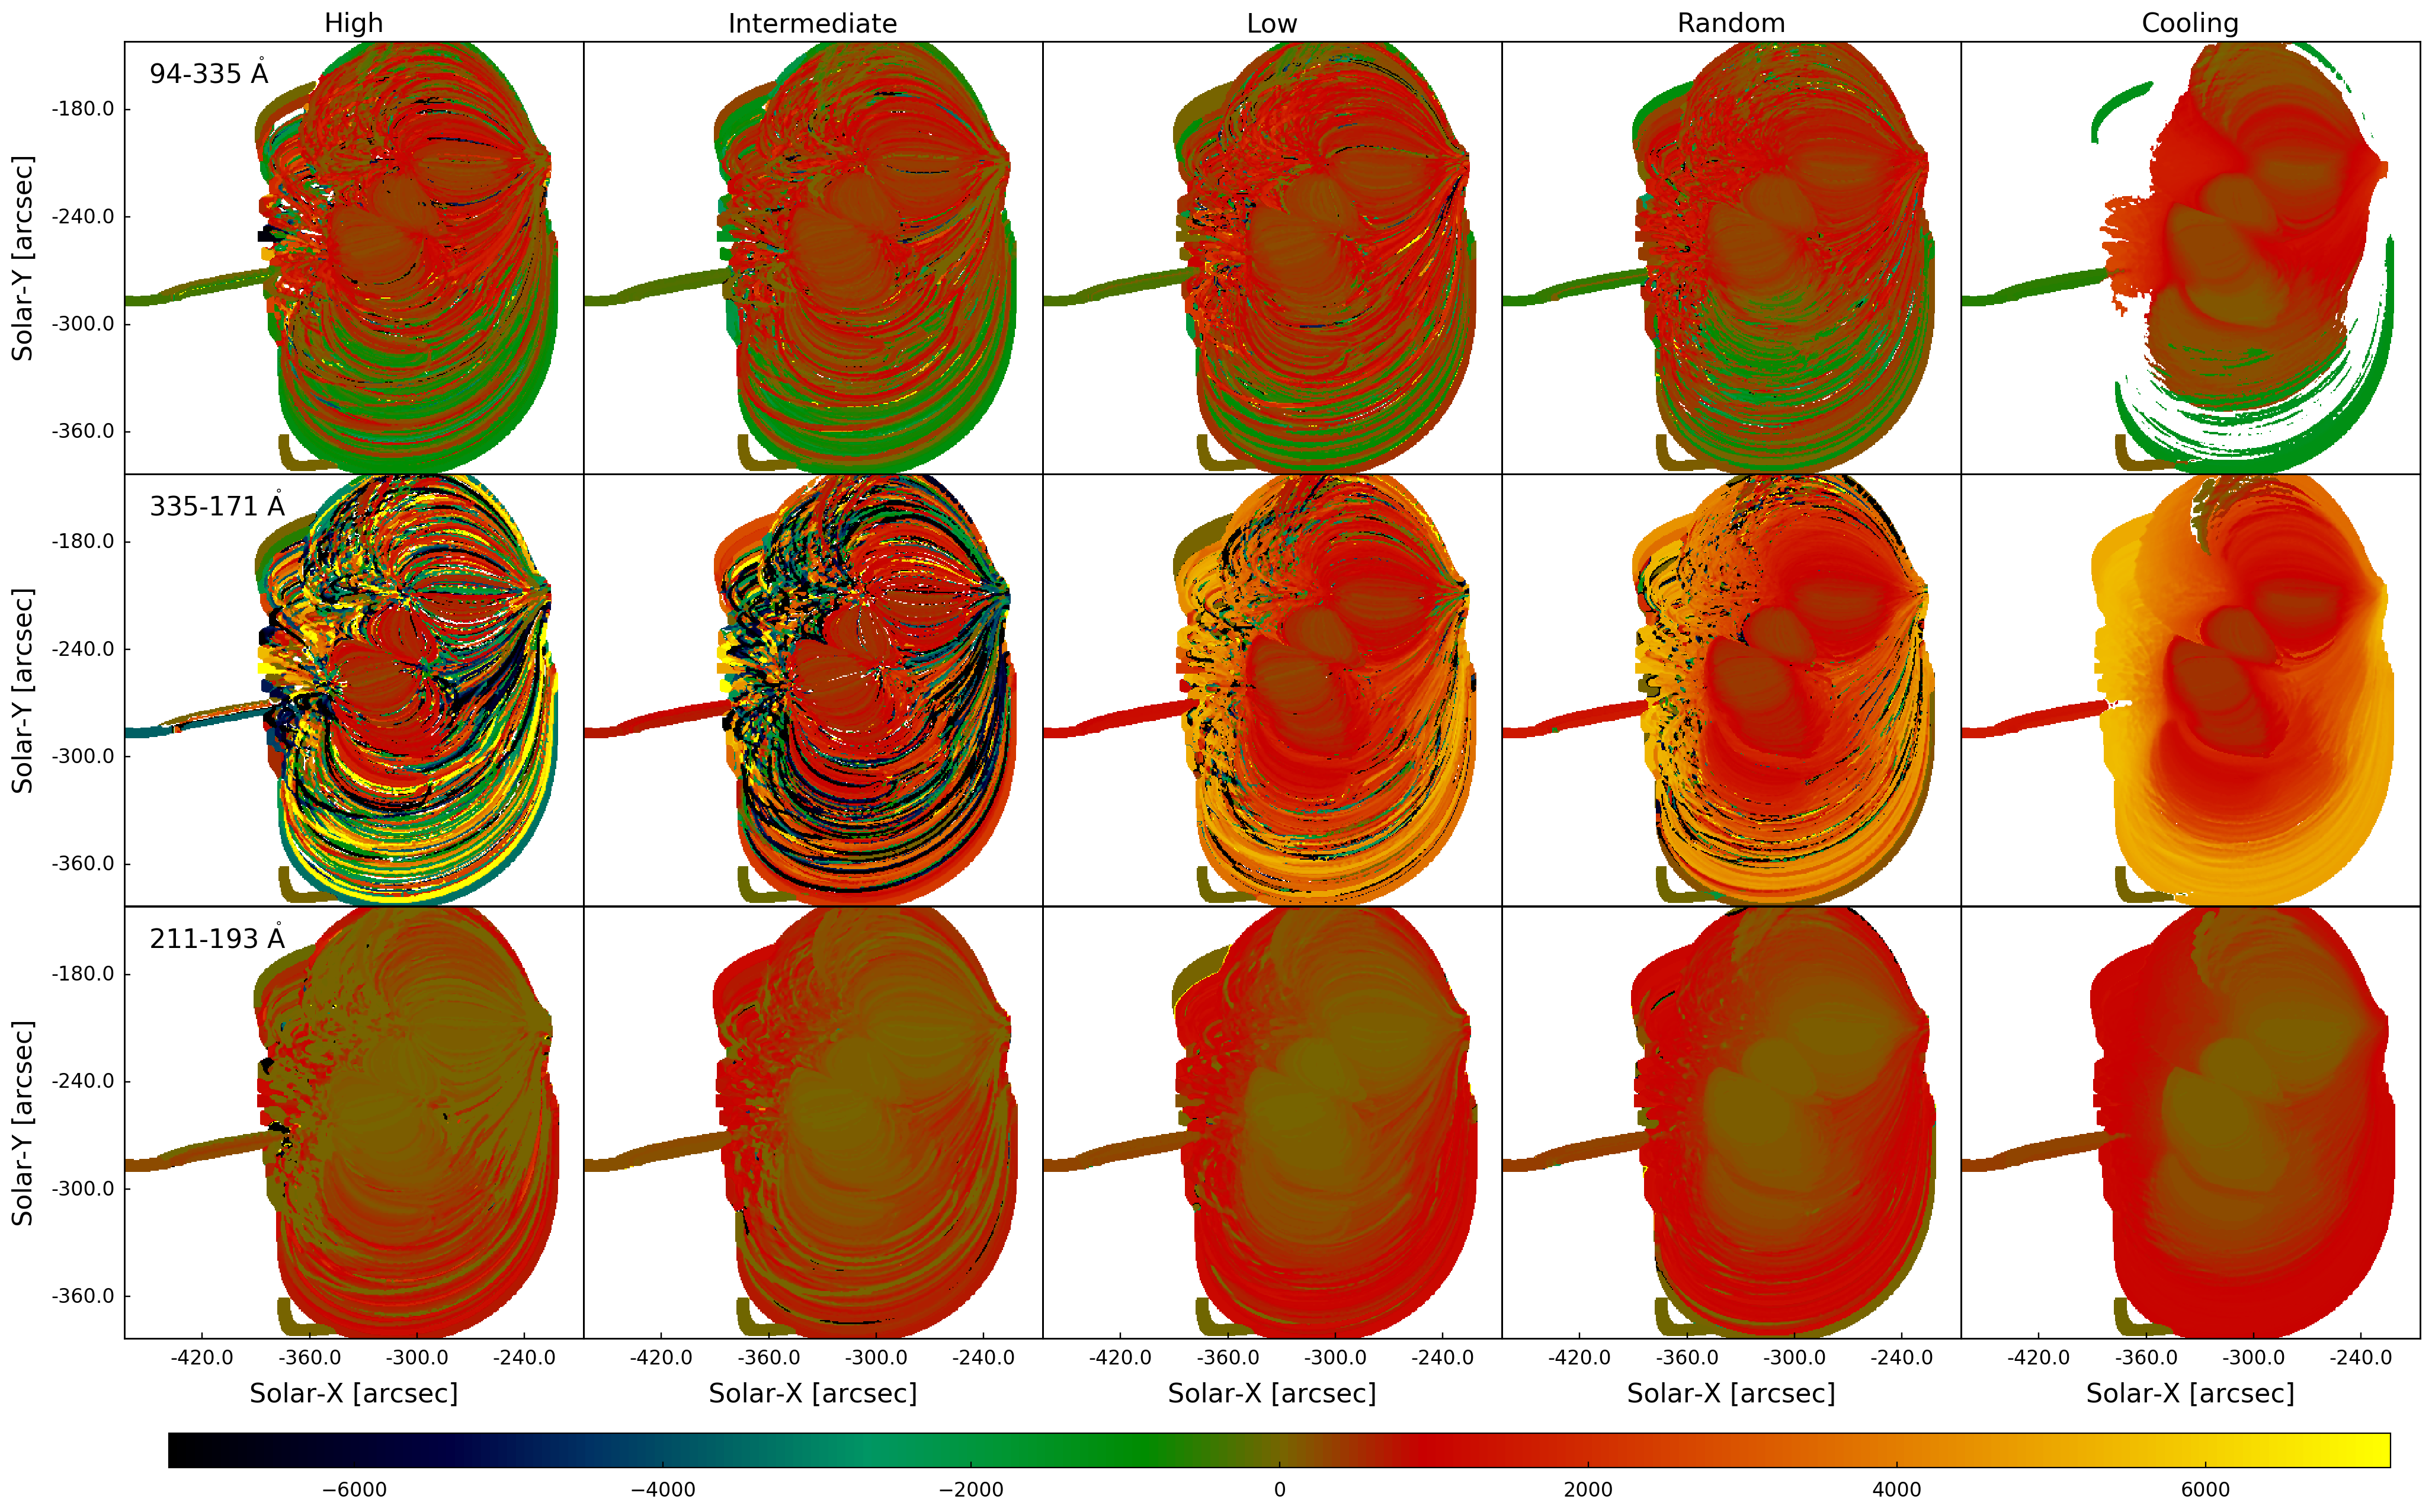 High Intermediate Low Random Cooling
94-335 Å
Solar-Y [arcsec]
-180.0
-240.0
-300.0
-360.0
335-171 Å
Solar-Y [arcsec]
-180.0
-240.0
-300.0
-360.0
211-193 Å
Solar-Y [arcsec]
-180.0
-240.0
-300.0
-360.0
-420.0 -360.0 -300.0 -240.0 -420.0 -360.0 -300.0 -240.0 -420.0 -360.0 -300.0 -240.0 -420.0 -360.0 -300.0 -240.0 -420.0 -360.0 -300.0 -240.0
Solar-X [arcsec] Solar-X [arcsec] Solar-X [arcsec] Solar-X [arcsec] Solar-X [arcsec]
−6000 −4000 −2000 0 2000 4000 6000